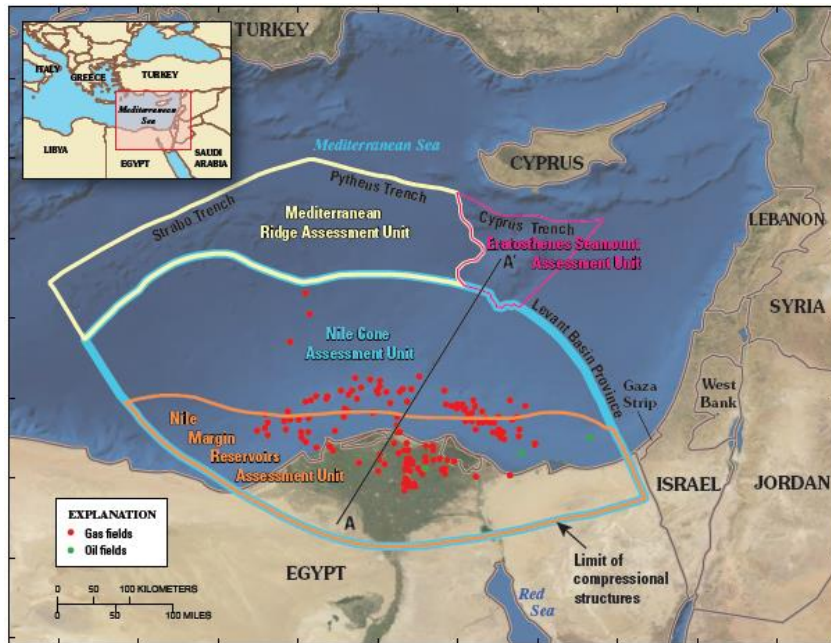 TURKEY
ITALY
GREECE
TURKEY
Mediterranean
Sea
LIBYA
EGYPT
SAUDI
ARABIA
Mediterranean Sea
CYPRUS
Strabo Trench
Pytheus Trench
Mediterranean
Ridge Assessment Unit
Cyprus Trench
Eratosthenes Seamount
Assessment Unit
A'
LEBANON
SYRIA
Levant Basin Province
Nile Cone
Assessment Unit
Gaza
Strip
West
Bank
Nile
Margin
Reservoirs
Assessment Unit
ISRAEL
JORDAN
A
EXPLANATION
Gas fields
Oil fields
0 50 100 KILOMETERS
0 50 100 MILES
EGYPT
Limit of
compressional
structures
Red
Sea